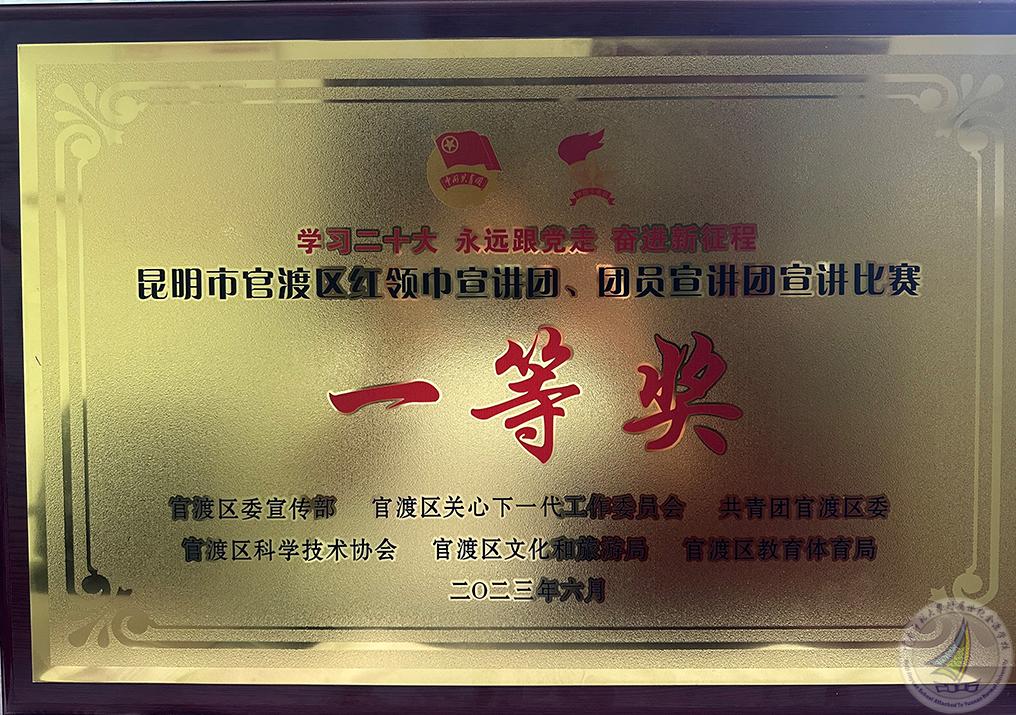 中国共青团
学习二十大 永远跟党走 奋进新征程
昆明市官渡区红领巾宣讲团、团员宣讲团宣讲比赛
一等奖
官渡区委宣传部 官渡区关心下一代工作委员会 共青团官渡区委
官渡区科学技术协会 官渡区文化和旅游局 官渡区教育体育局
二〇二三年六月